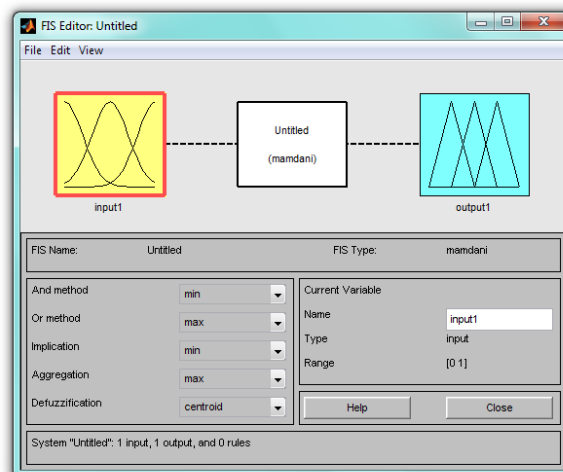 FIS Editor: Untitled
File Edit View
Untitled
(mamdani)
input1
output1
FIS Name: Untitled FIS Type: mamdani
And method min
Or method max
Implication min
Aggregation max
Defuzzification centroid
Current Variable
Name input1
Type input
Range [0 1]
Help Close
System "Untitled": 1 input, 1 output, and 0 rules